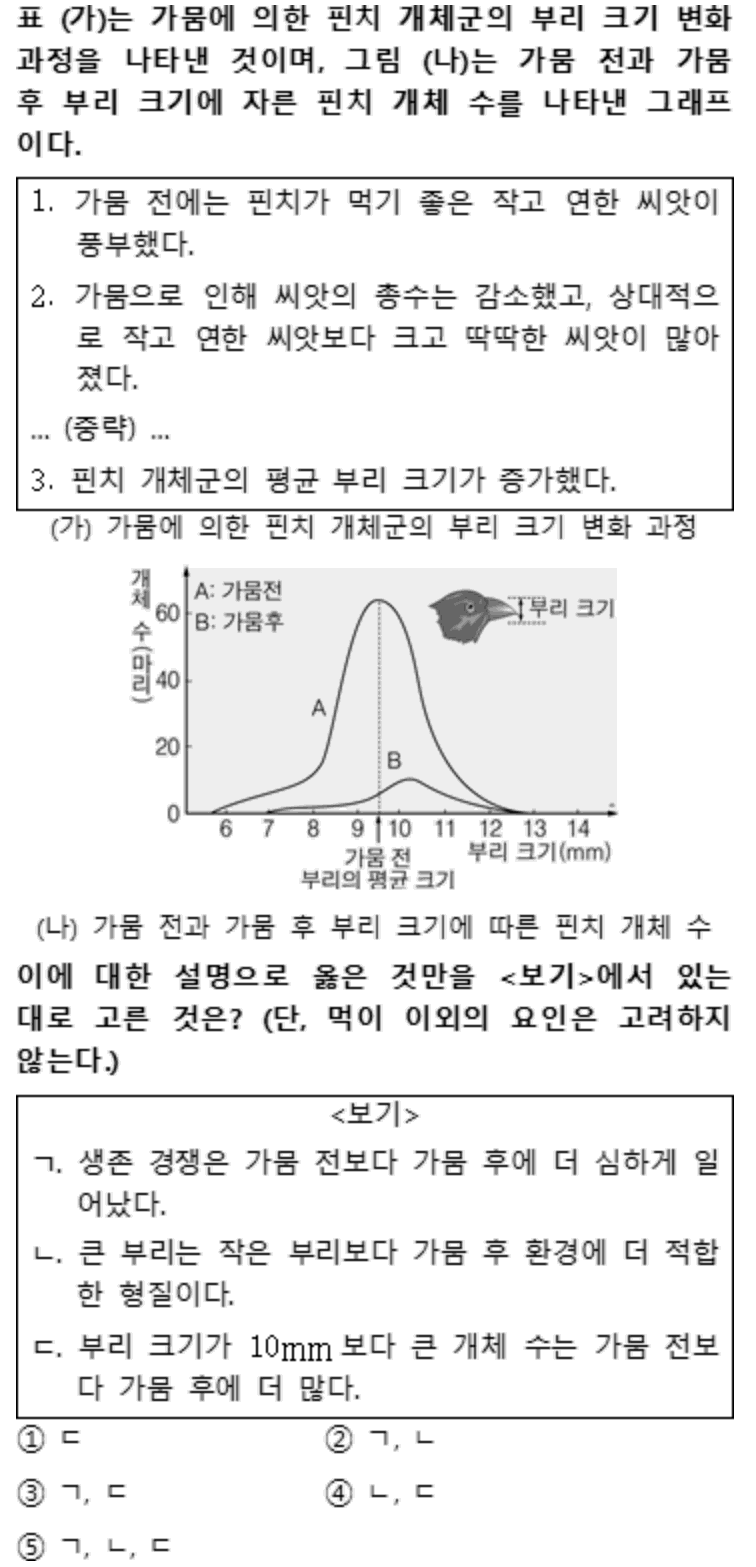 표 (가)는 가뭄에 의한 핀치 개체군의 부리 크기 변화
과정을 나타낸 것이며, 그림 (나)는 가뭄 전과 가뭄
후 부리 크기에 자른 핀치 개체 수를 나타낸 그래프
이다.
1. 가뭄 전에는 핀치가 먹기 좋은 작고 연한 씨앗이
풍부했다.
2. 가뭄으로 인해 씨앗의 총수는 감소했고, 상대적으
로 작고 연한 씨앗보다 크고 딱딱한 씨앗이 많아
졌다.
... (중략) ...
3. 핀치 개체군의 평균 부리 크기가 증가했다.
(가) 가뭄에 의한 핀치 개체군의 부리 크기 변화 과정
개체 수(마리)
A: 가뭄전
B: 가뭄후
부리 크기
60
40
20
0
A
B
6 7 8 9 10 11 12 13 14
가뭄 전
부리의 평균 크기
부리 크기(mm)
(나) 가뭄 전과 가뭄 후 부리 크기에 따른 핀치 개체 수
이에 대한 설명으로 옳은 것만을 <보기>에서 있는
대로 고른 것은? (단, 먹이 이외의 요인은 고려하지
않는다.)
<보기>
ㄱ. 생존 경쟁은 가뭄 전보다 가뭄 후에 더 심하게 일
어났다.
ㄴ. 큰 부리는 작은 부리보다 가뭄 후 환경에 더 적합
한 형질이다.
ㄷ. 부리 크기가 10mm보다 큰 개체 수는 가뭄 전보
다 가뭄 후에 더 많다.
① ㄷ ② ㄱ, ㄴ
③ ㄱ, ㄷ ④ ㄴ, ㄷ
⑤ ㄱ, ㄴ, ㄷ